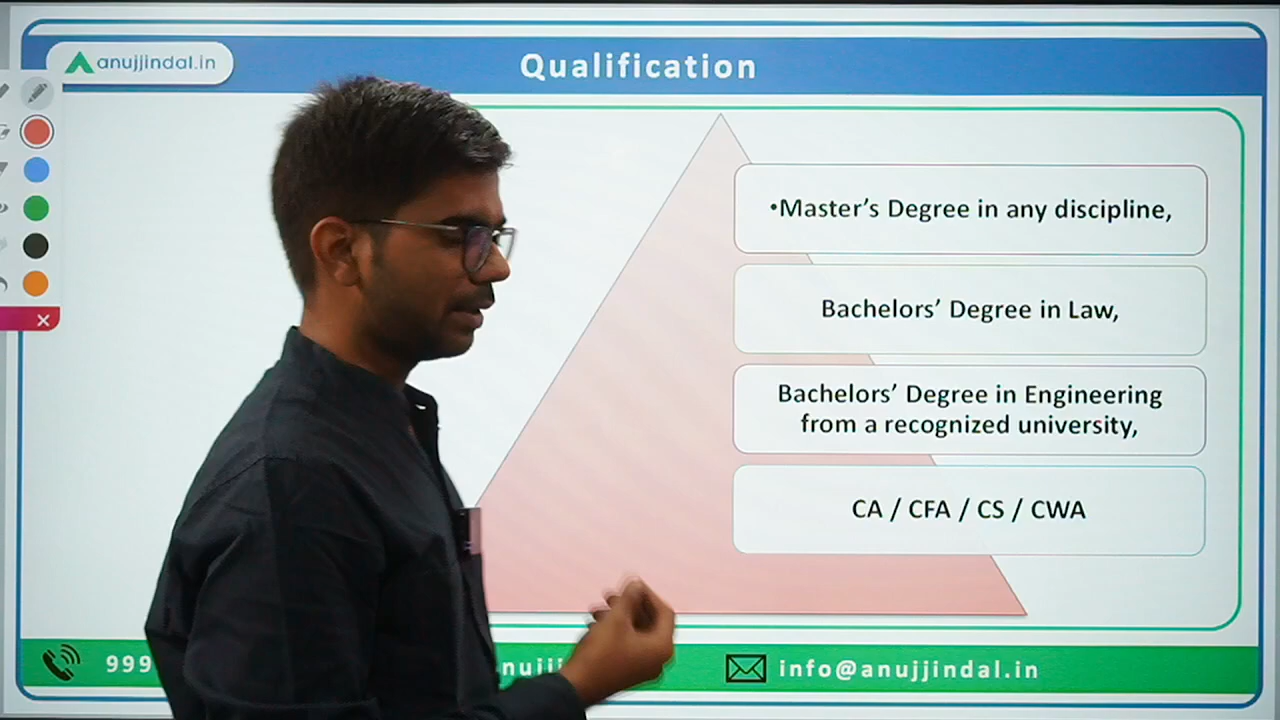 anujjindal.in
Qualification
•Master's Degree in any discipline,
Bachelors' Degree in Law,
Bachelors' Degree in Engineering
from a recognized university,
CA / CFA / CS / CWA
999
info@anujjindal.in